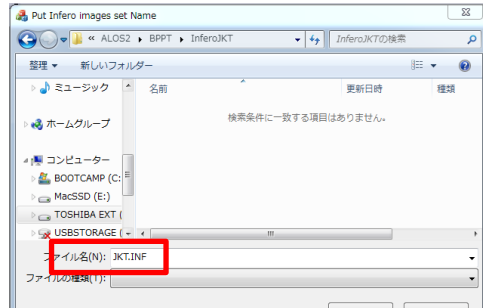 Put Infero images set Name
« ALOS2 ▸ BPPT ▸ InferoJKT
InferoJKTの検索
整理 ▼ 新しいフォルダー
ミュージック
ホームグループ
コンピューター
BOOTCAMP (C:
MacSSD (E:)
TOSHIBA EXT (
USBSTORAGE (
名前 更新日時 種類
検索条件に一致する項目はありません。
ファイル名(N): JKT.INF
ファイルの種類(T):